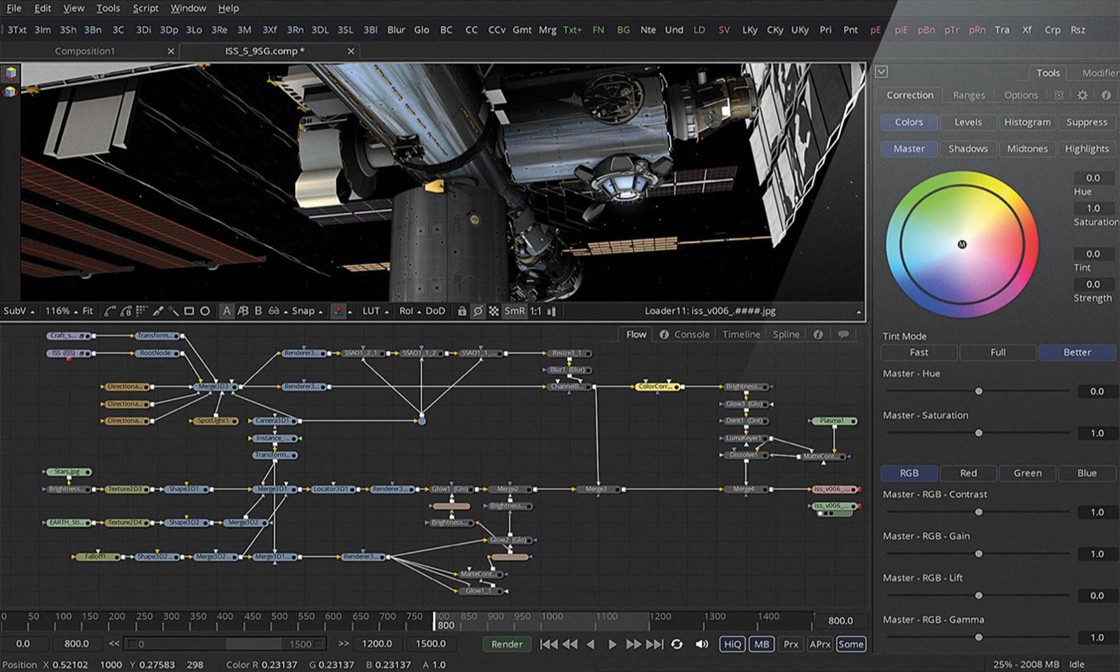 File Edit View Tools Script Window Help
3Txt 3Im 3Sh 3Bn 3C 3Di 3Dp 3Lo 3Re 3M 3Xf 3Rn 3DL 3SL 3Bl Blur Glo BC CC CCv Gmt Mrg Txt+ FN BG Nte Und LD SV LKy CKy UKy Pri Pnt pE plE pBn pTr pRn Tra Xf Crp Rsz
Composition1 × ISS_5_9SG.comp * ×
Tools Modifier
Correction Ranges Options
Colors Levels Histogram Suppress
Master Shadows Midtones Highlights
0.0
Hue
1.0
Saturation
M
0.0
Tint
0.0
Strength
SubV 116% Fit A B Snap LUT RoI DoD SmR 1:1 Loader11: iss_v006_.####.jpg
Flow Console Timeline Spline
Craft_s... Transform...
ISS (ISS) RootNode Renderer3... SSAO1_2_1 SSAO1_1_2 SSAO1_1... Resize1_1
Blur1 (Blur)
Directiona... Merge3D3 Renderer3... ChannelB... ColorCorr... Brightness...
Directiona... Glow3 (Glo)
Directiona... SpotLight1 Camera3D1 Dent1 (Dnt) Plasma1
Instance_... LumaKeyer1
Transform... Dissolve1 MatteCont...
Stars.jpg
Brightness... Texture2D3 Shape3D1 Merge3D1... Locator3D1 Renderer3... Glow1 (Glo) Merge2 Merge3 Merge4 iss_v006_...
Brightness... iss_v006_...
EARTH_Sti... Texture2D4 Shape3D2 Merge3D2... Brightness...
Glow2 (Glo)
Falloff1 Shape3D2... Merge3D2... Merge3D1... Renderer3...
MatteCont...
Glow1_1
Tint Mode
Fast Full Better
Master - Hue
0.0
Master - Saturation
1.0
RGB Red Green Blue
Master - RGB - Contrast
1.0
Master - RGB - Gain
1.0
Master - RGB - Lift
0.0
Master - RGB - Gamma
1.0
0 50 100 150 200 250 300 350 400 450 500 550 600 650 700 750 800 850 900 1000 1100 1200 1300 1400 800.0
0.0 800.0 << 0 1500 >> 1200.0 1500.0 Render HiQ MB Prx APrx Some
Position X 0.52102 1000 Y 0.27583 298 Color R 0.23137 G 0.23137 B 0.23137 A 1.0 25% - 2008 MB Idle